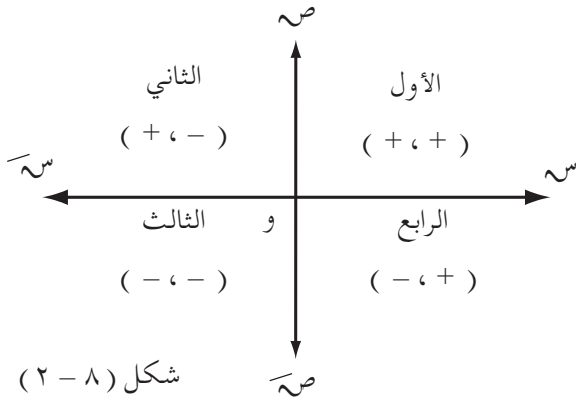 ص
الأول
الثاني
( + ، + )
( − ، + )
س
سَ
الرابع
و
الثالث
( + ، − )
( − ، − )
صَ
شكل ( ٨ − ٢ )